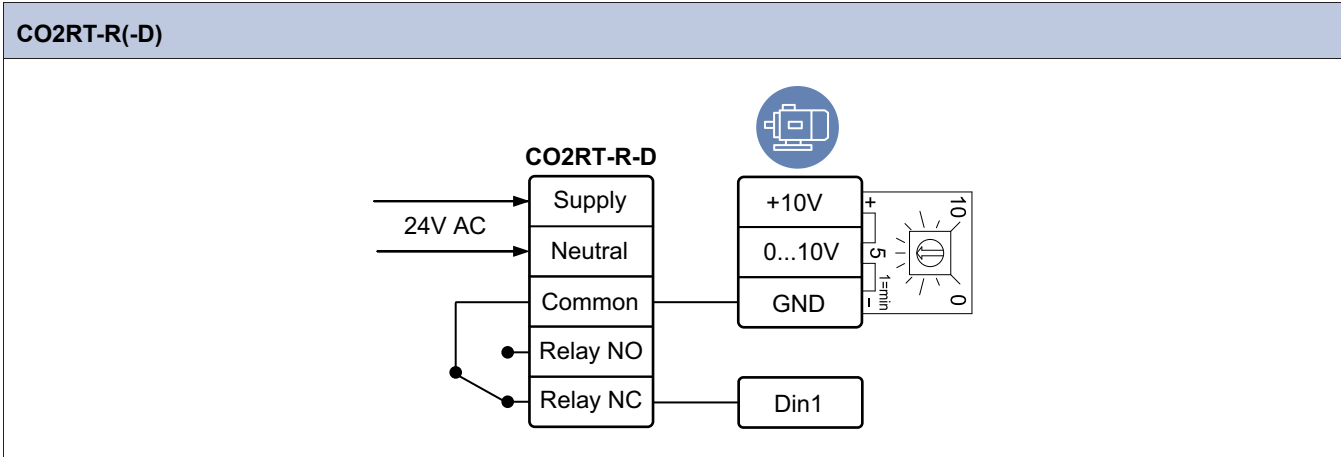 CO2RT-R(-D)
CO2RT-R-D
24V AC
Supply
Neutral
Common
Relay NO
Relay NC
+10V
0...10V
GND
Din1
+
-
10
5
1=min
0